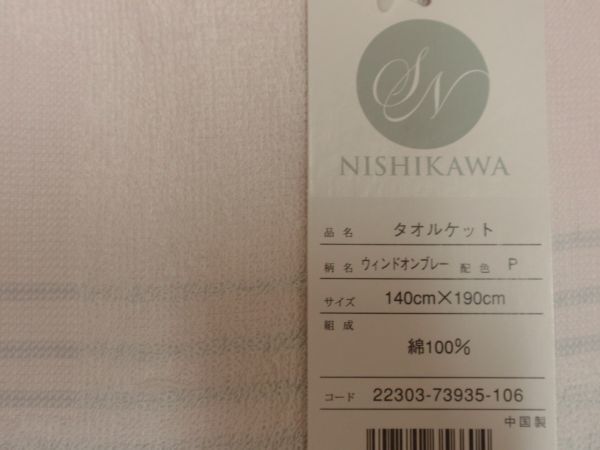 SN
NISHIKAWA
品名 タオルケット
柄名 ウィンドオンブレー 配色 P
サイズ 140cm×190cm
組成
綿100%
コード 22303-73935-106
中国製